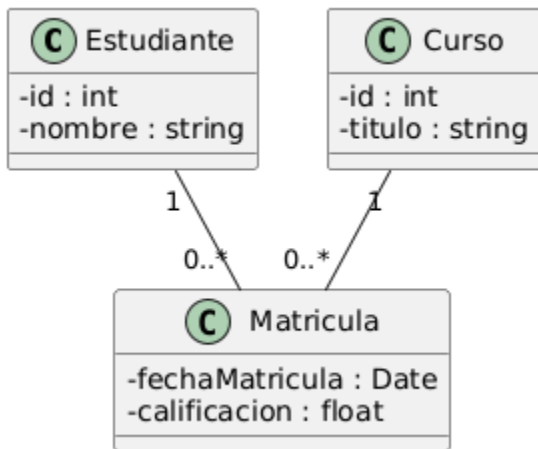 C Estudiante
-id : int
-nombre : string
C Curso
-id : int
-titulo : string
1
1
0..*
0..*
C Matricula
-fechaMatricula : Date
-calificacion : float